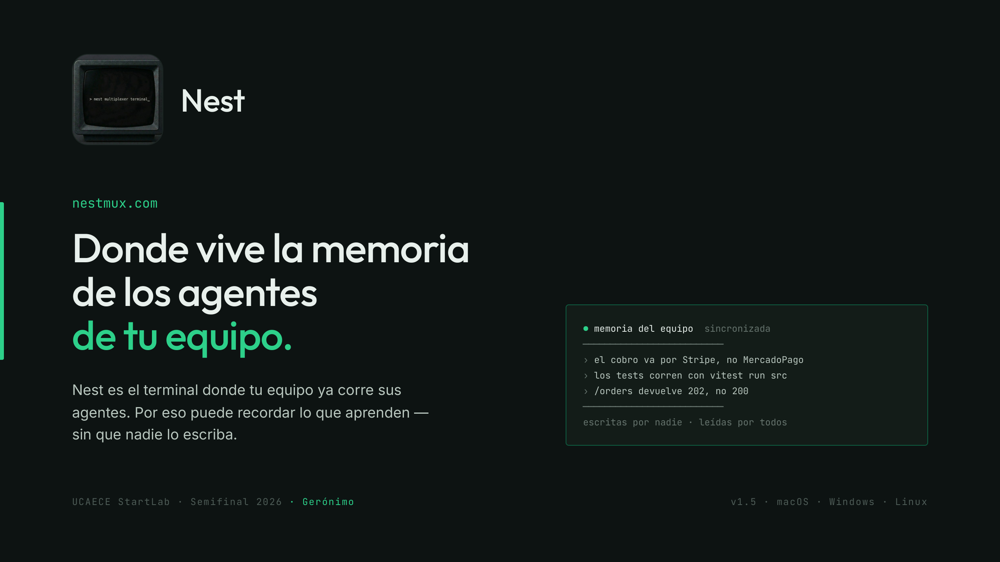 > nest multiplexer terminal_
Nest
nestmux.com
Donde vive la memoria
de los agentes
de tu equipo.
Nest es el terminal donde tu equipo ya corre sus
agentes. Por eso puede recordar lo que aprenden —
sin que nadie lo escriba.
● memoria del equipo sincronizada
› el cobro va por Stripe, no MercadoPago
› los tests corren con vitest run src
› /orders devuelve 202, no 200
escritas por nadie · leídas por todos
UCAECE StartLab · Semifinal 2026 · Gerónimo
v1.5 · macOS · Windows · Linux